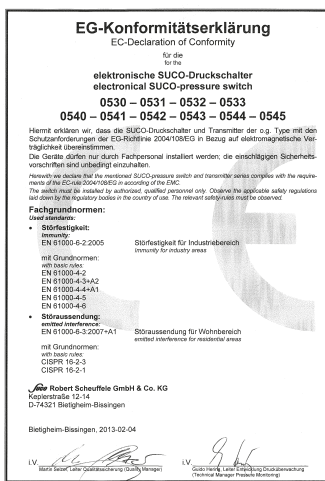 EG-Konformitätserklärung
EC-Declaration of Conformity
für die
for the
elektronische SUCO-Druckschalter
electronical SUCO-pressure switch
0530 – 0531 – 0532 – 0533
0540 – 0541 – 0542 – 0543 – 0544 – 0545
Hiermit erklären wir, dass die SUCO-Druckschalter und Transmitter der o.g. Type mit den
Schutzanforderungen der EG-Richtlinie 2004/108/EG in Bezug auf elektromagnetische Ver-
träglichkeit übereinstimmen.
Die Geräte dürfen nur durch Fachpersonal installiert werden; die einschlägigen Sicherheits-
vorschriften sind unbedingt einzuhalten.
Herewith we declare that the mentioned SUCO-pressure switch and transmitter series complies with the require-
ments of the EC-rule 2004/108/EG in according of the EMC.
The switch must be installed by authorized, qualified personnel only. Observe the applicable safety regulations
laid down by the regulatory bodies in the country of use. The relevant safety-rules must be observed.
Fachgrundnormen:
Used standards:
• Störfestigkeit:
Immunity:
EN 61000-6-2:2005 Störfestigkeit für Industriebereich
Immunity for industry areas
mit Grundnormen:
with basic rules:
EN 61000-4-2
EN 61000-4-3+A2
EN 61000-4-4+A1
EN 61000-4-5
EN 61000-4-6
• Störaussendung:
emitted interference:
EN 61000-6-3:2007+A1 Störaussendung für Wohnbereich
emitted interference for residential areas
mit Grundnormen:
with basic rules:
CISPR 16-2-3
CISPR 16-2-1
suco Robert Scheuffele GmbH & Co. KG
Keplerstraße 12-14
D-74321 Bietigheim-Bissingen
Bietigheim-Bissingen, 2013-02-04
i.V. i.V.
Martin Seizer, Leiter Qualitätssicherung (Quality Manager) Guido Hering, Leiter Entwicklung Drucküberwachung
(Technical Manager Pressure Monitoring)